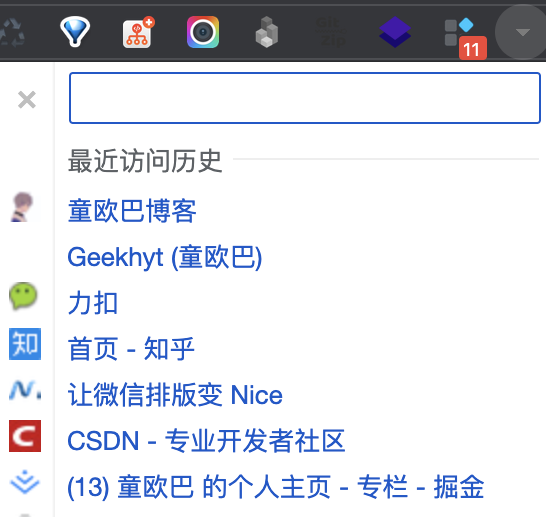 11
最近访问历史
童欧巴博客
Geekhyt (童欧巴)
力扣
知
首页 - 知乎
让微信排版变 Nice
CSDN - 专业开发者社区
(13) 童欧巴 的个人主页 - 专栏 - 掘金